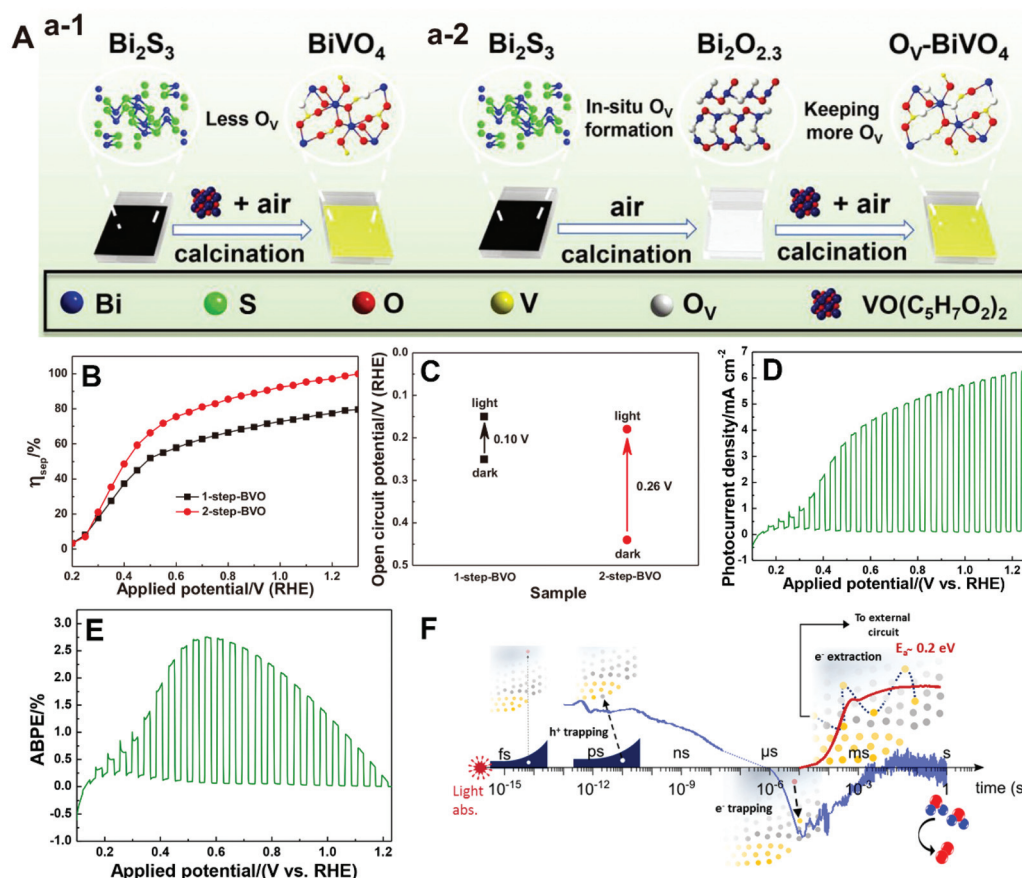 A
a-1
Bi₂S₃
BiVO₄
Less Oᵥ
+ air
calcination
a-2
Bi₂S₃
Bi₂O₂.₃
Oᵥ-BiVO₄
In-situ Oᵥ
formation
Keeping
more Oᵥ
air
calcination
+ air
calcination
Bi
S
O
V
Oᵥ
VO(C₅H₇O₂)₂
B
ηsep/%
100
80
60
40
20
0
1-step-BVO
2-step-BVO
0.2 0.4 0.6 0.8 1.0 1.2
Applied potential/V (RHE)
C
Open circuit potential/V (RHE)
0.0
0.1
0.2
0.3
0.4
0.5
light
0.10 V
dark
light
0.26 V
dark
1-step-BVO 2-step-BVO
Sample
D
Photocurrent density/mA cm⁻²
7
6
5
4
3
2
1
0
-1
0.2 0.4 0.6 0.8 1.0 1.2
Applied potential/(V vs. RHE)
E
ABPE/%
3.0
2.5
2.0
1.5
1.0
0.5
0.0
-0.5
-1.0
0.2 0.4 0.6 0.8 1.0 1.2
Applied potential/(V vs. RHE)
F
To external
circuit
e⁻ extraction
Eₐ~ 0.2 eV
h⁺ trapping
fs ps ns μs ms s
Light
abs.
10⁻¹⁵ 10⁻¹² 10⁻⁹ 10⁻⁶ 10⁻³ 1 time (s
e⁻ trapping